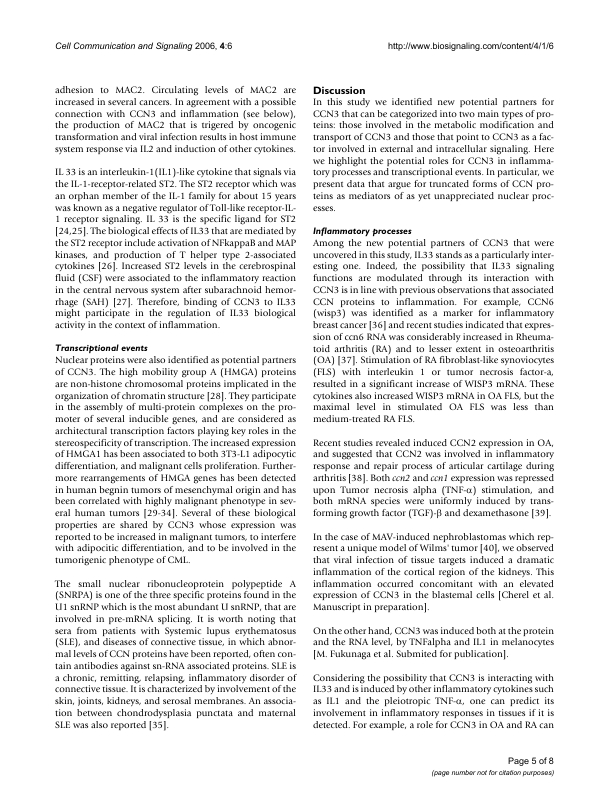 Cell Communication and Signaling 2006, 4:6
http://www.biosignaling.com/content/4/1/6
adhesion to MAC2. Circulating levels of MAC2 are
increased in several cancers. In agreement with a possible
connection with CCN3 and inflammation (see below),
the production of MAC2 that is trigered by oncogenic
transformation and viral infection results in host immune
system response via IL2 and induction of other cytokines.
IL 33 is an interleukin-1(IL1)-like cytokine that signals via
the IL-1-receptor-related ST2. The ST2 receptor which was
an orphan member of the IL-1 family for about 15 years
was known as a negative regulator of Toll-like receptor-IL-
1 receptor signaling. IL 33 is the specific ligand for ST2
[24,25]. The biological effects of IL33 that are mediated by
the ST2 receptor include activation of NFkappaB and MAP
kinases, and production of T helper type 2-associated
cytokines [26]. Increased ST2 levels in the cerebrospinal
fluid (CSF) were associated to the inflammatory reaction
in the central nervous system after subarachnoid hemor-
rhage (SAH) [27]. Therefore, binding of CCN3 to IL33
might participate in the regulation of IL33 biological
activity in the context of inflammation.
Transcriptional events
Nuclear proteins were also identified as potential partners
of CCN3. The high mobility group A (HMGA) proteins
are non-histone chromosomal proteins implicated in the
organization of chromatin structure [28]. They participate
in the assembly of multi-protein complexes on the pro-
moter of several inducible genes, and are considered as
architectural transcription factors playing key roles in the
stereospecificity of transcription. The increased expression
of HMGA1 has been associated to both 3T3-L1 adipocytic
differentiation, and malignant cells proliferation. Further-
more rearrangements of HMGA genes has been detected
in human begnin tumors of mesenchymal origin and has
been correlated with highly malignant phenotype in sev-
eral human tumors [29-34]. Several of these biological
properties are shared by CCN3 whose expression was
reported to be increased in malignant tumors, to interfere
with adipocitic differentiation, and to be involved in the
tumorigenic phenotype of CML.
The small nuclear ribonucleoprotein polypeptide A
(SNRPA) is one of the three specific proteins found in the
U1 snRNP which is the most abundant U snRNP, that are
involved in pre-mRNA splicing. It is worth noting that
sera from patients with Systemic lupus erythematosus
(SLE), and diseases of connective tissue, in which abnor-
mal levels of CCN proteins have been reported, often con-
tain antibodies against sn-RNA associated proteins. SLE is
a chronic, remitting, relapsing, inflammatory disorder of
connective tissue. It is characterized by involvement of the
skin, joints, kidneys, and serosal membranes. An associa-
tion between chondrodysplasia punctata and maternal
SLE was also reported [35].
Discussion
In this study we identified new potential partners for
CCN3 that can be categorized into two main types of pro-
teins: those involved in the metabolic modification and
transport of CCN3 and those that point to CCN3 as a fac-
tor involved in external and intracellular signaling. Here
we highlight the potential roles for CCN3 in inflamma-
tory processes and transcriptional events. In particular, we
present data that argue for truncated forms of CCN pro-
teins as mediators of as yet unappreciated nuclear proc-
esses.
Inflammatory processes
Among the new potential partners of CCN3 that were
uncovered in this study, IL33 stands as a particularly inter-
esting one. Indeed, the possibility that IL33 signaling
functions are modulated through its interaction with
CCN3 is in line with previous observations that associated
CCN proteins to inflammation. For example, CCN6
(wisp3) was identified as a marker for inflammatory
breast cancer [36] and recent studies indicated that expres-
sion of ccn6 RNA was considerably increased in Rheuma-
toid arthritis (RA) and to lesser extent in osteoarthritis
(OA) [37]. Stimulation of RA fibroblast-like synoviocytes
(FLS) with interleukin 1 or tumor necrosis factor-a,
resulted in a significant increase of WISP3 mRNA. These
cytokines also increased WISP3 mRNA in OA FLS, but the
maximal level in stimulated OA FLS was less than
medium-treated RA FLS.
Recent studies revealed induced CCN2 expression in OA,
and suggested that CCN2 was involved in inflammatory
response and repair process of articular cartilage during
arthritis [38]. Both ccn2 and ccn1 expression was repressed
upon Tumor necrosis alpha (TNF-α) stimulation, and
both mRNA species were uniformly induced by trans-
forming growth factor (TGF)-β and dexamethasone [39].
In the case of MAV-induced nephroblastomas which rep-
resent a unique model of Wilms' tumor [40], we observed
that viral infection of tissue targets induced a dramatic
inflammation of the cortical region of the kidneys. This
inflammation occurred concomitant with an elevated
expression of CCN3 in the blastemal cells [Cherel et al.
Manuscript in preparation].
On the other hand, CCN3 was induced both at the protein
and the RNA level, by TNFalpha and IL1 in melanocytes
[M. Fukunaga et al. Submited for publication].
Considering the possibility that CCN3 is interacting with
IL33 and is induced by other inflammatory cytokines such
as IL1 and the pleiotropic TNF-α, one can predict its
involvement in inflammatory responses in tissues if it is
detected. For example, a role for CCN3 in OA and RA can
Page 5 of 8
(page number not for citation purposes)